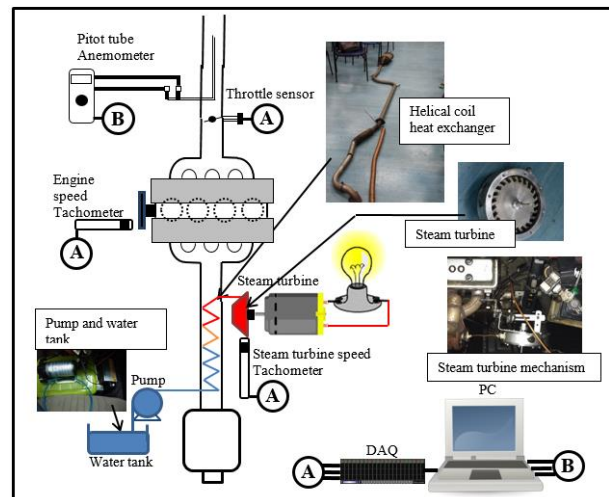 Pitot tube
Anemometer
B
Throttle sensor
A
Helical coil
heat exchanger
Engine
speed
Tachometer
A
Steam turbine
Steam turbine
Pump and water
tank
Pump
Water tank
Steam turbine speed
Tachometer
A
Steam turbine mechanism
PC
DAQ
A
B